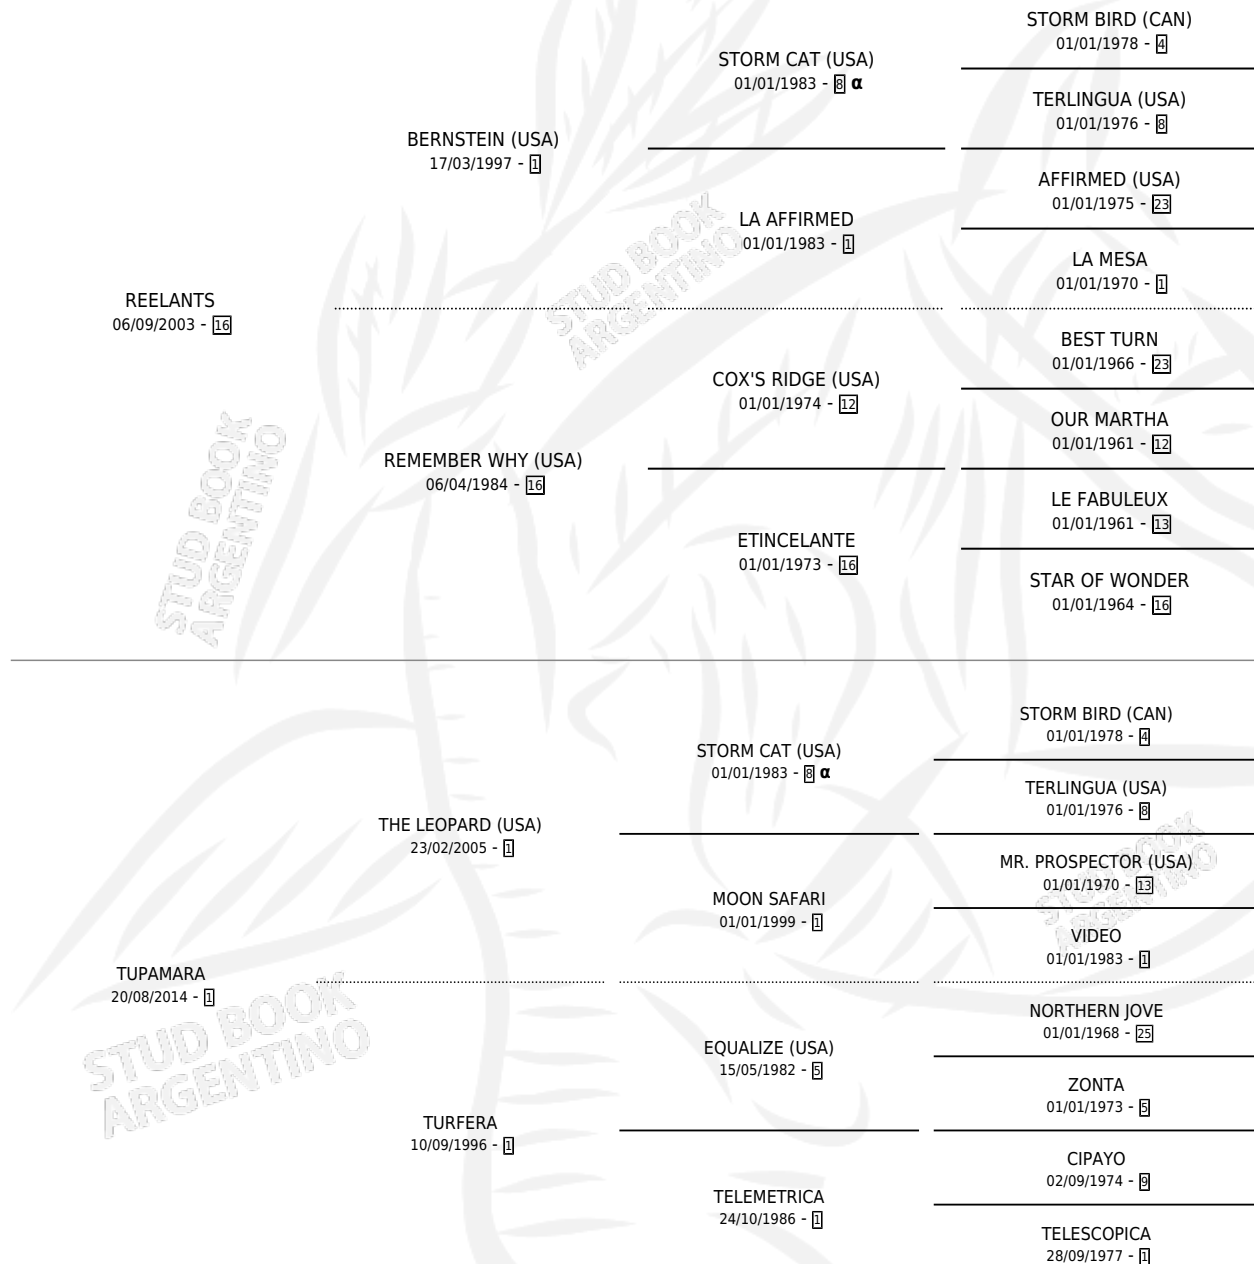 STORM BIRD (CAN)
01/01/1978 - 4
STORM CAT (USA)
01/01/1983 - 8 α
TERLINGUA (USA)
01/01/1976 - 8
BERNSTEIN (USA)
17/03/1997 - 1
AFFIRMED (USA)
01/01/1975 - 23
LA AFFIRMED
01/01/1983 - 1
LA MESA
01/01/1970 - 1
STUD BOOK
ARGENTINO
REELANTS
06/09/2003 - 16
BEST TURN
01/01/1966 - 23
COX'S RIDGE (USA)
01/01/1974 - 12
OUR MARTHA
01/01/1961 - 12
REMEMBER WHY (USA)
06/04/1984 - 16
LE FABULEUX
01/01/1961 - 13
ETINCELANTE
01/01/1973 - 16
STAR OF WONDER
01/01/1964 - 16
STUD BOOK
ARGENTINO
STORM BIRD (CAN)
01/01/1978 - 4
STORM CAT (USA)
01/01/1983 - 8 α
TERLINGUA (USA)
01/01/1976 - 8
THE LEOPARD (USA)
23/02/2005 - 1
MR. PROSPECTOR (USA)
01/01/1970 - 13
MOON SAFARI
01/01/1999 - 1
VIDEO
01/01/1983 - 1
STUD BOOK
ARGENTINO
TUPAMARA
20/08/2014 - 1
STUD BOOK
ARGENTINO
NORTHERN JOVE
01/01/1968 - 25
EQUALIZE (USA)
15/05/1982 - 5
ZONTA
01/01/1973 - 5
TURFERA
10/09/1996 - 1
CIPAYO
02/09/1974 - 9
TELEMETRICA
24/10/1986 - 1
TELESCOPICA
28/09/1977 - 1